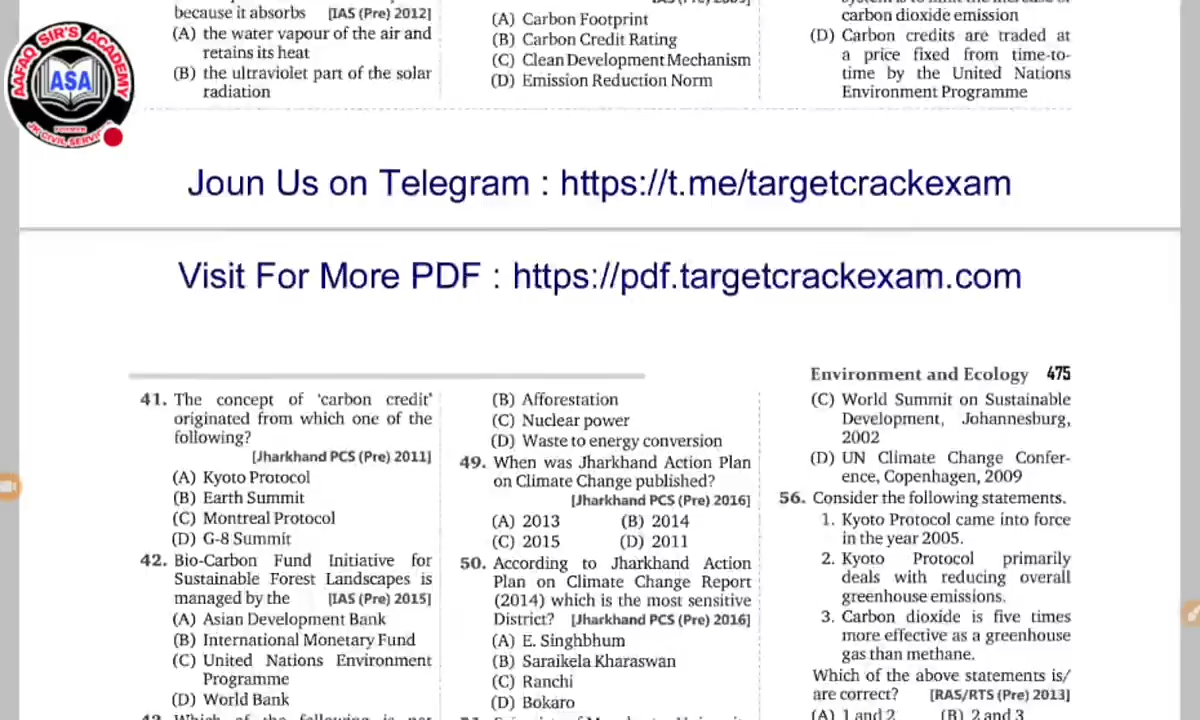 AAFAQ SIR'S ACADEMY
ASA
JK CIVIL SERVICES
because it absorbs [IAS (Pre) 2012]
(A) the water vapour of the air and
retains its heat
(B) the ultraviolet part of the solar
radiation
(A) Carbon Footprint
(B) Carbon Credit Rating
(C) Clean Development Mechanism
(D) Emission Reduction Norm
carbon dioxide emission
(D) Carbon credits are traded at
a price fixed from time-to-
time by the United Nations
Environment Programme
Joun Us on Telegram : https://t.me/targetcrackexam
Visit For More PDF : https://pdf.targetcrackexam.com
Environment and Ecology 475
41. The concept of 'carbon credit'
originated from which one of the
following?
[Jharkhand PCS (Pre) 2011]
(A) Kyoto Protocol
(B) Earth Summit
(C) Montreal Protocol
(D) G-8 Summit
42. Bio-Carbon Fund Initiative for
Sustainable Forest Landscapes is
managed by the [IAS (Pre) 2015]
(A) Asian Development Bank
(B) International Monetary Fund
(C) United Nations Environment
Programme
(D) World Bank
(B) Afforestation
(C) Nuclear power
(D) Waste to energy conversion
49. When was Jharkhand Action Plan
on Climate Change published?
[Jharkhand PCS (Pre) 2016]
(A) 2013 (B) 2014
(C) 2015 (D) 2011
50. According to Jharkhand Action
Plan on Climate Change Report
(2014) which is the most sensitive
District? [Jharkhand PCS (Pre) 2016]
(A) E. Singhbhum
(B) Saraikela Kharaswan
(C) Ranchi
(D) Bokaro
(C) World Summit on Sustainable
Development, Johannesburg,
2002
(D) UN Climate Change Confer-
ence, Copenhagen, 2009
56. Consider the following statements.
1. Kyoto Protocol came into force
in the year 2005.
2. Kyoto Protocol primarily
deals with reducing overall
greenhouse emissions.
3. Carbon dioxide is five times
more effective as a greenhouse
gas than methane.
Which of the above statements is/
are correct? [RAS/RTS (Pre) 2013]
(A) 1 and 2 (B) 2 and 3